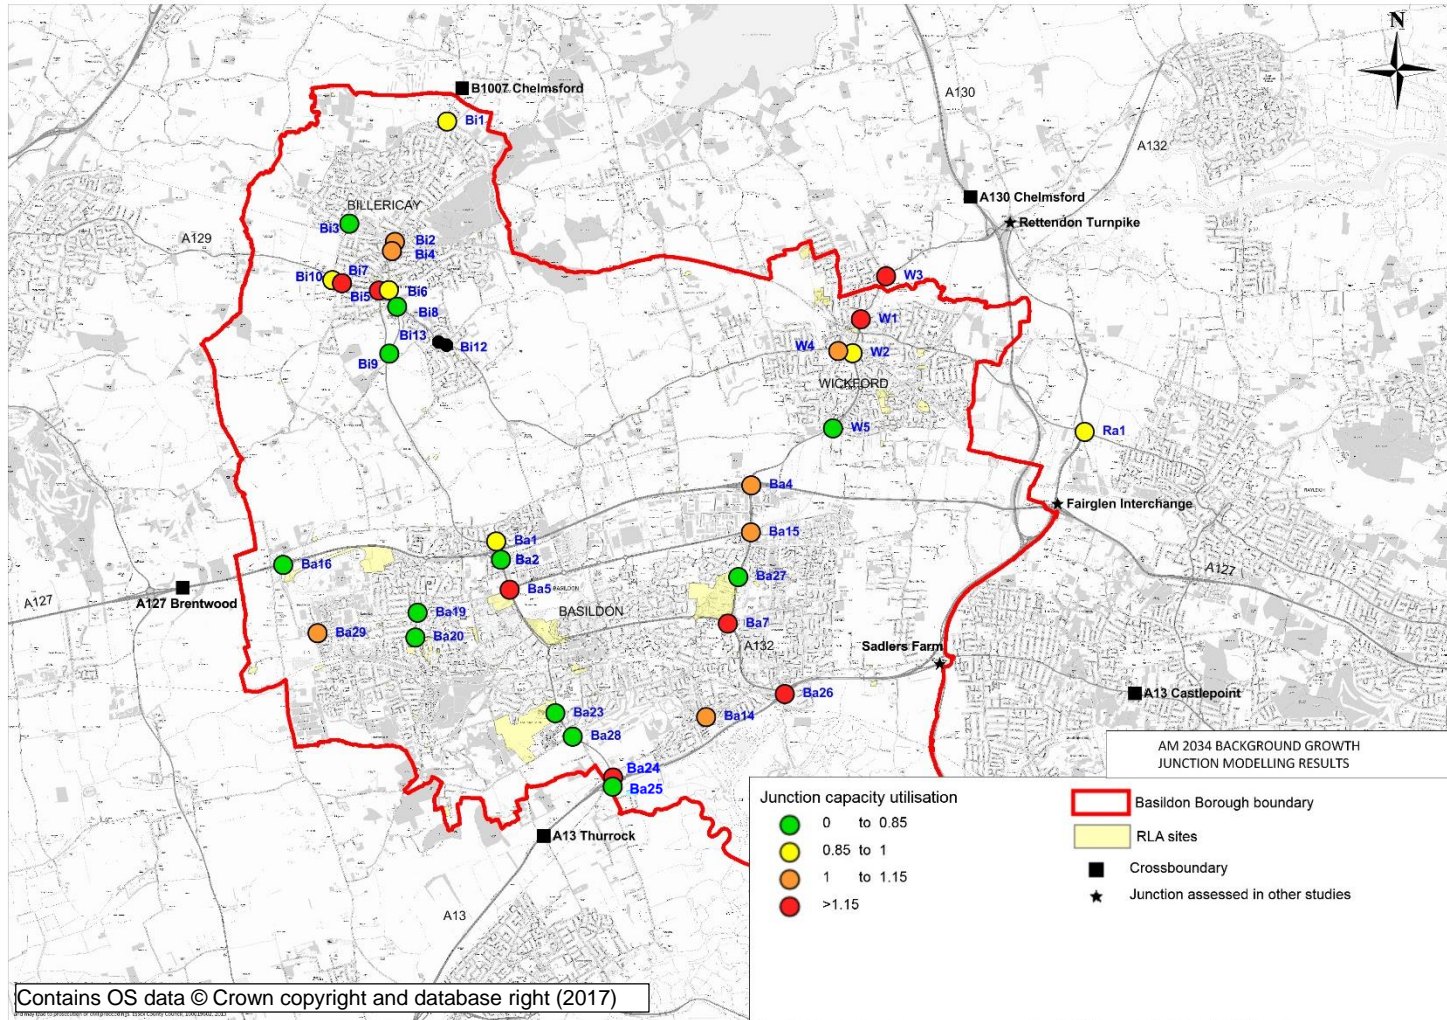 N
B1007 Chelmsford
A130
Bi1
A132
BILLERICAY
A130 Chelmsford
Bi3
Rettendon Turnpike
A129
Bi2
Bi4
Bi10
Bi7
W3
Bi5
Bi6
Bi8
W1
Bi13
Bi12
W4
W2
Bi9
WICKFORD
W5
Ra1
Ba4
RAYLEIGH
Fairglen Interchange
Ba15
Ba1
Ba2
Ba16
A127
Ba27
Ba5
BASILDON
A127
A127 Brentwood
BASILDON
Ba19
Ba7
Ba29
Ba20
A132
Sadlers Farm
Ba26
A13 Castlepoint
Ba23
Ba14
Ba28
AM 2034 BACKGROUND GROWTH
JUNCTION MODELLING RESULTS
Ba24
Ba25
Junction capacity utilisation
0 to 0.85
0.85 to 1
1 to 1.15
>1.15
Basildon Borough boundary
RLA sites
Crossboundary
Junction assessed in other studies
A13 Thurrock
A13
Contains OS data © Crown copyright and database right (2017)